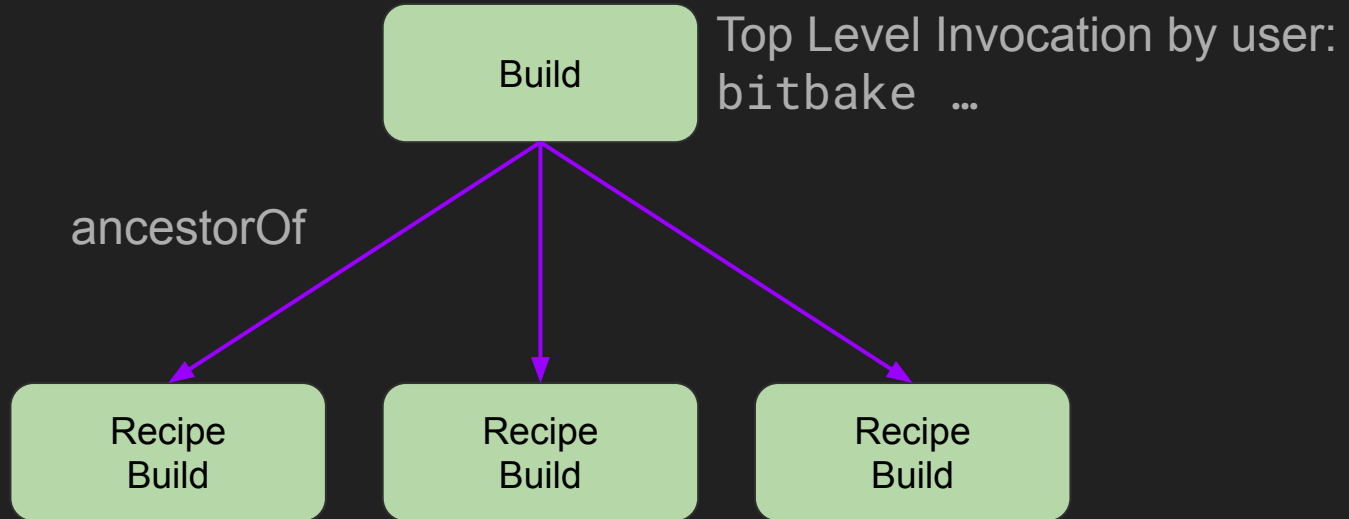 Build
Top Level Invocation by user:
bitbake …
ancestorOf
Recipe
Build
Recipe
Build
Recipe
Build